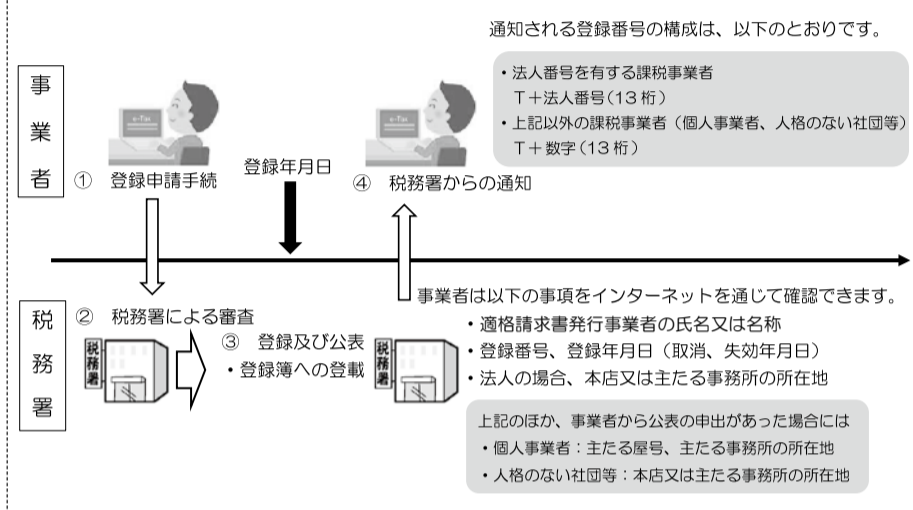 通知される登録番号の構成は、以下のとおりです。
・法人番号を有する課税事業者
T+法人番号(13桁)
・上記以外の課税事業者(個人事業者、人格のない社団等)
T+数字(13桁)
事業者
e-Tax
e-Tax
① 登録申請手続
登録年月日
④ 税務署からの通知
税務署
② 税務署による審査
税務署
③ 登録及び公表
・登録簿への登載
税務署
事業者は以下の事項をインターネットを通じて確認できます。
・適格請求書発行事業者の氏名又は名称
・登録番号、登録年月日(取消、失効年月日)
・法人の場合、本店又は主たる事務所の所在地
上記のほか、事業者から公表の申出があった場合には
・個人事業者:主たる屋号、主たる事務所の所在地
・人格のない社団等:本店又は主たる事務所の所在地